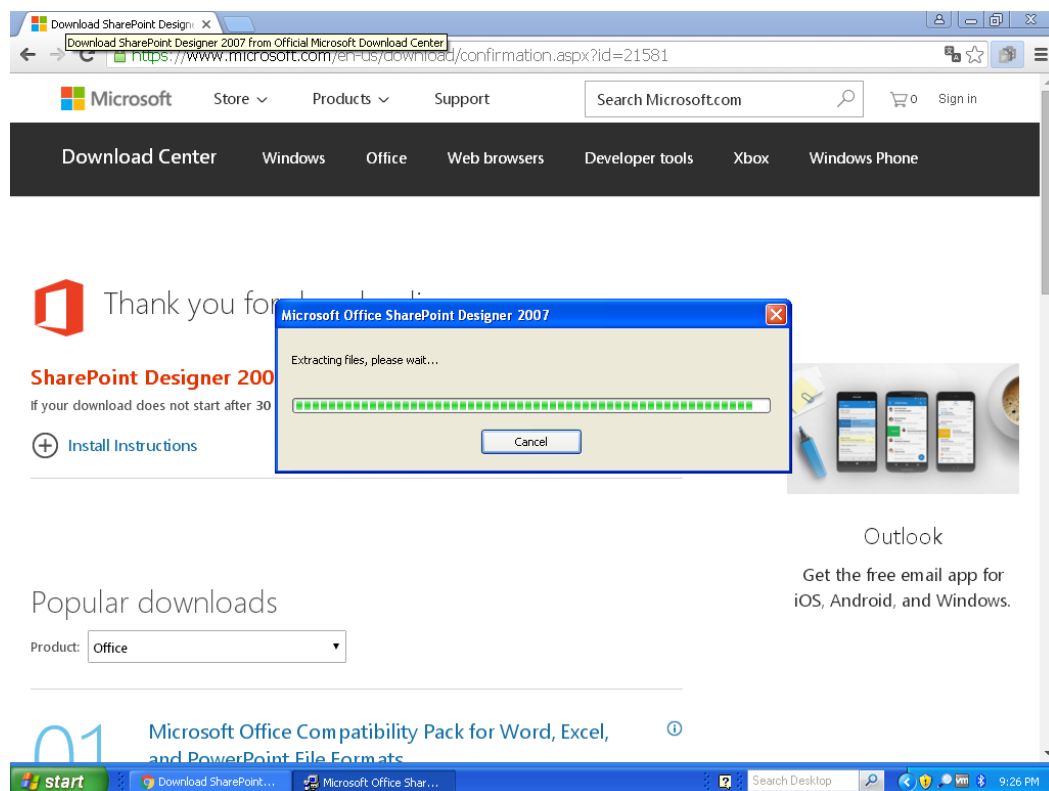 Download SharePoint Design
Download SharePoint Designer 2007 from Official Microsoft Download Center
https://www.microsoft.com/en-us/download/confirmation.aspx?id=21581
Microsoft Store Products Support Search Microsoft.com 0 Sign in
Download Center Windows Office Web browsers Developer tools Xbox Windows Phone
Thank you for
Microsoft Office SharePoint Designer 2007
Extracting files, please wait...
Cancel
SharePoint Designer 200
If your download does not start after 30
Install Instructions
Outlook
Get the free email app for
iOS, Android, and Windows.
Popular downloads
Product: Office
01 Microsoft Office Compatibility Pack for Word, Excel,
and PowerPoint File Formats
start Download SharePoint... Microsoft Office Shar... Search Desktop 9:26 PM